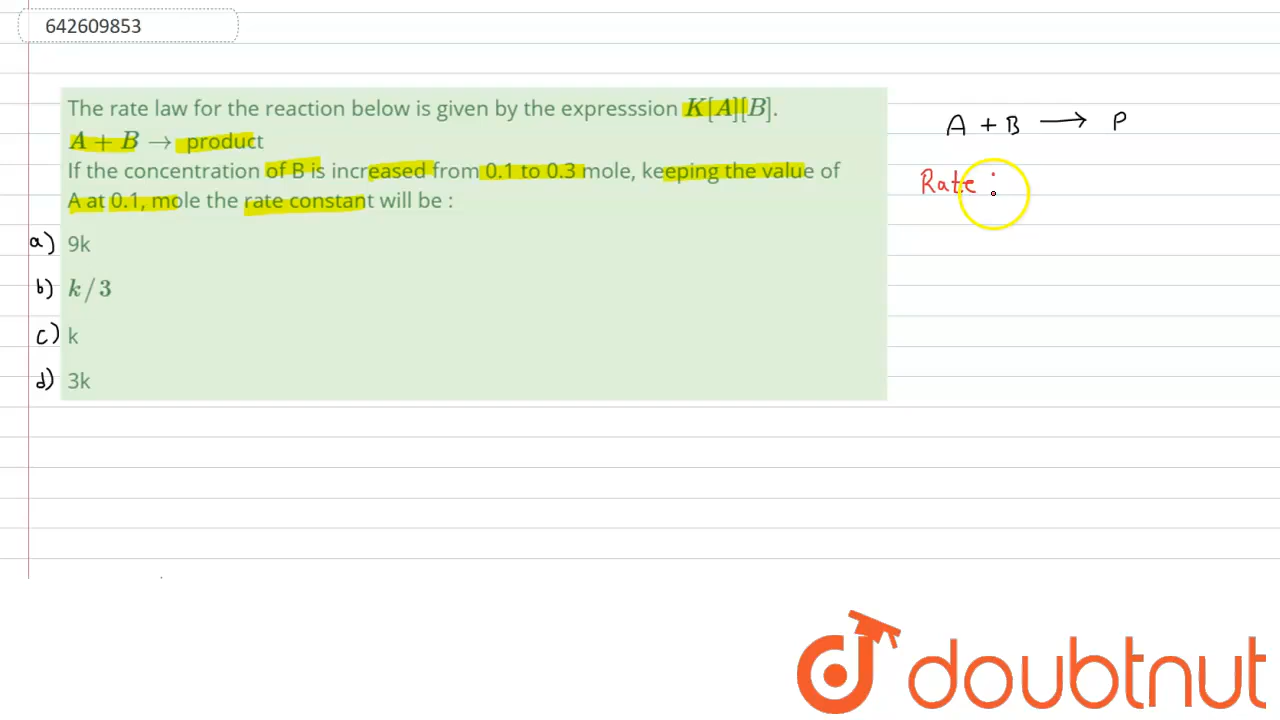 642609853
The rate law for the reaction below is given by the expresssion K[A][B].
A + B → product
If the concentration of B is increased from 0.1 to 0.3 mole, keeping the value of
A at 0.1, mole the rate constant will be :
a) 9k
b) k/3
c) k
d) 3k
A + B → P
Rate :
doubtnut